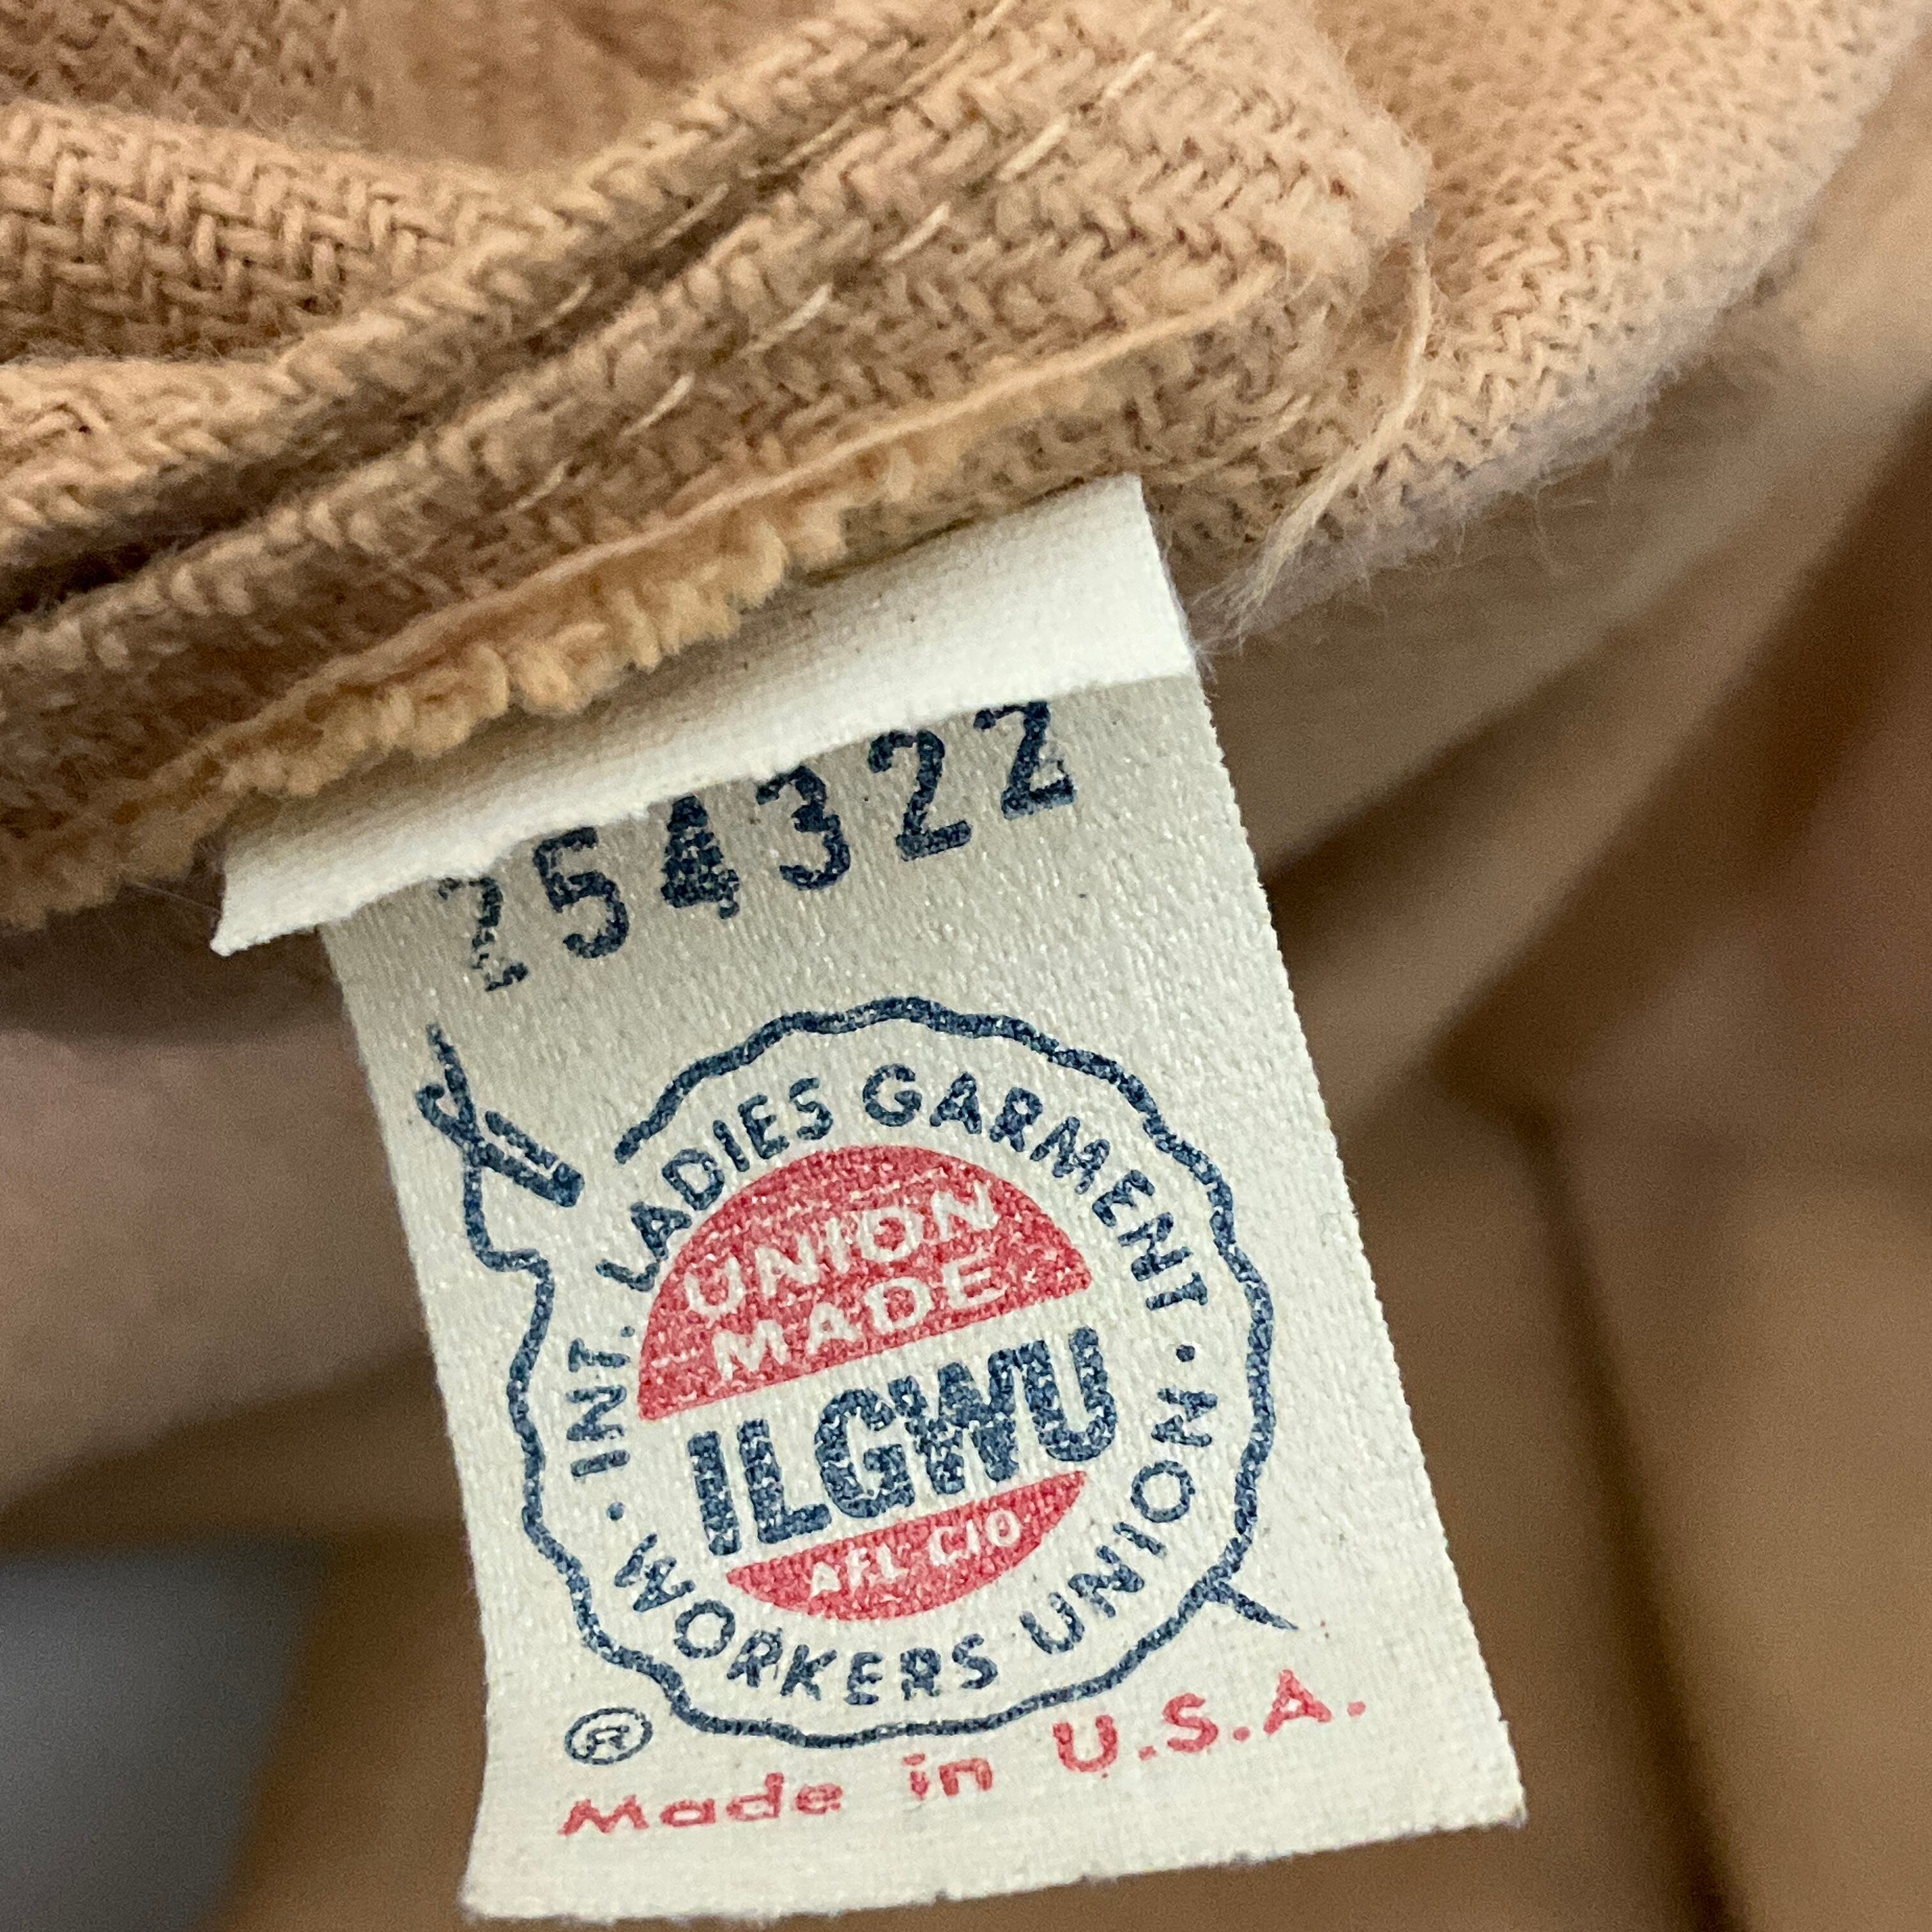 254322
INT. LADIES GARMENT
UNION
MADE
ILGWU
AFL-CIO
· WORKERS UNION ·
®
Made in U.S.A.